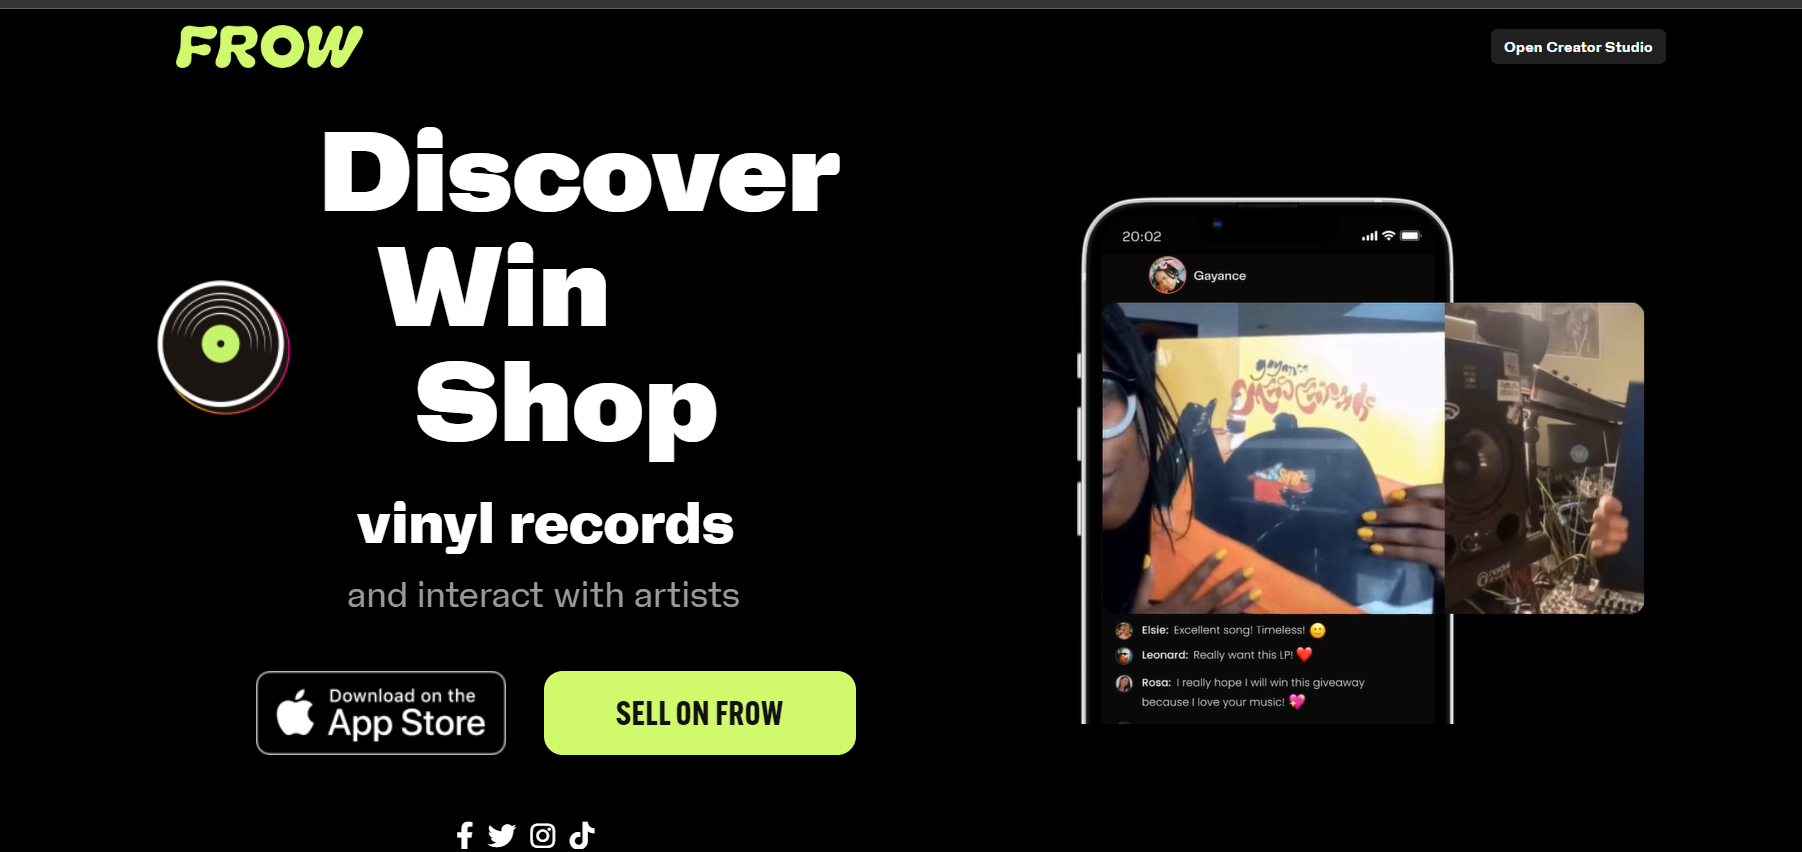 FROW
Open Creator Studio
Discover
Win
Shop
vinyl records
and interact with artists
Download on the
App Store
SELL ON FROW
20:02
Gayance
gayance
Elsie: Excellent song! Timeless! 🙂
Leonard: Really want this LP! ❤️
Rosa: I really hope I will win this giveaway
because I love your music! 💖